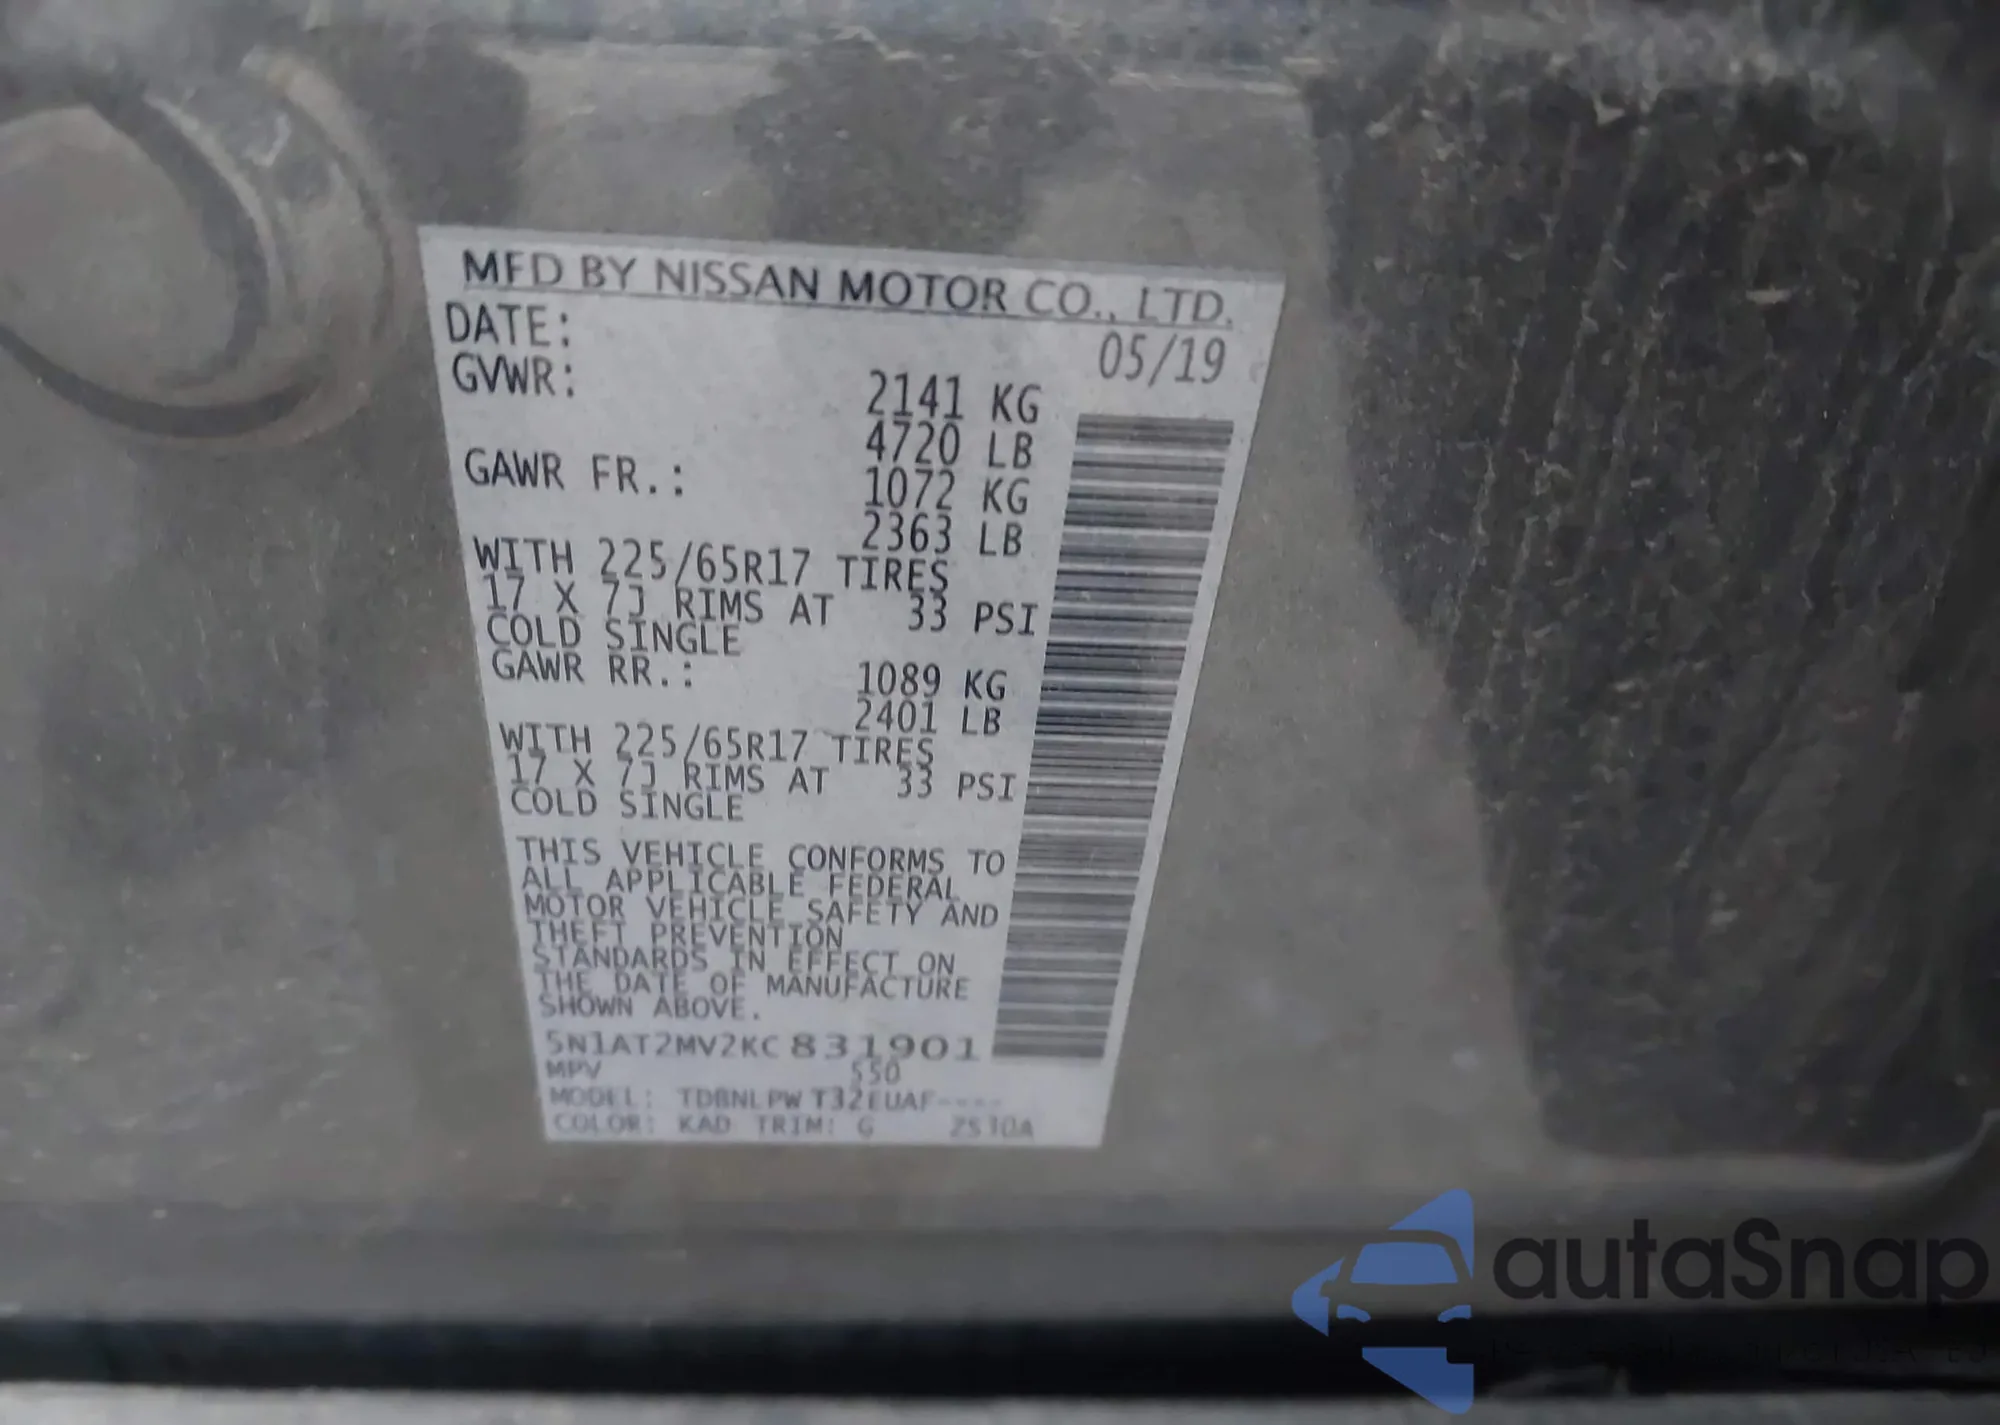 MFD BY NISSAN MOTOR CO., LTD.
DATE: 05/19
GVWR: 2141 KG
4720 LB
GAWR FR.: 1072 KG
2363 LB
WITH 225/65R17 TIRES
17 X 7J RIMS AT 33 PSI
COLD SINGLE
GAWR RR.: 1089 KG
2401 LB
WITH 225/65R17 TIRES
17 X 7J RIMS AT 33 PSI
COLD SINGLE
THIS VEHICLE CONFORMS TO
ALL APPLICABLE FEDERAL
MOTOR VEHICLE SAFETY AND
THEFT PREVENTION
STANDARDS IN EFFECT ON
THE DATE OF MANUFACTURE
SHOWN ABOVE.
5N1AT2MV2KC831901
MPV 550
MODEL: T32EUAF----
COLOR: KAD TRIM: G
autaSnap